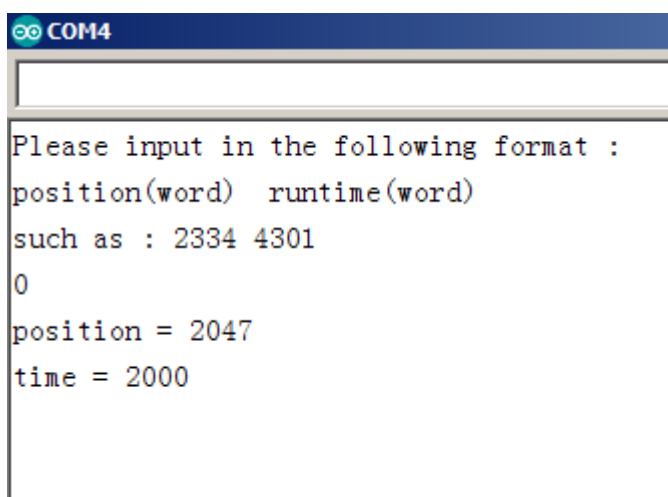 COM4
Please input in the following format :
position(word)  runtime(word)
such as : 2334 4301
0
position = 2047
time = 2000